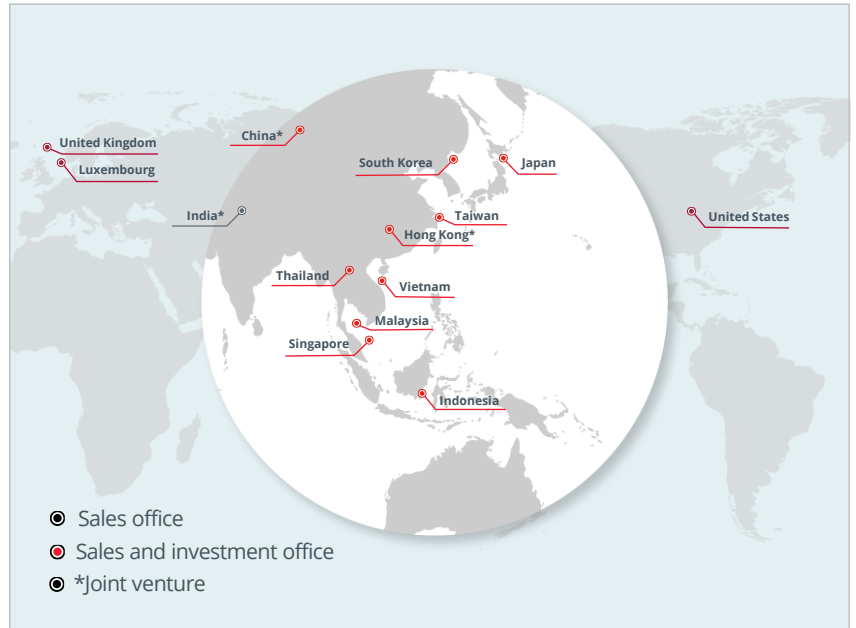 China*
United Kingdom
South Korea
Japan
Luxembourg
India*
Taiwan
United States
Hong Kong*
Thailand
Vietnam
Malaysia
Singapore
Indonesia
Sales office
Sales and investment office
*Joint venture